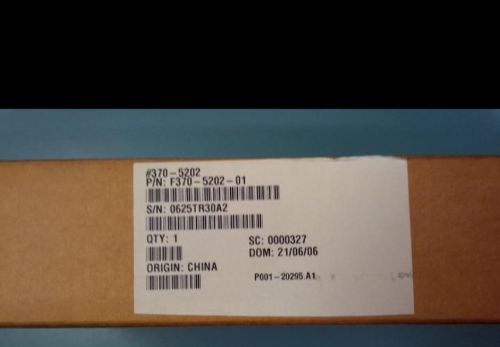 #370-5202
P/N: F370-5202-01
S/N: 0625TR30A2
QTY: 1 SC: 0000327
DOM: 21/06/06
ORIGIN: CHINA
P001-20295.A1